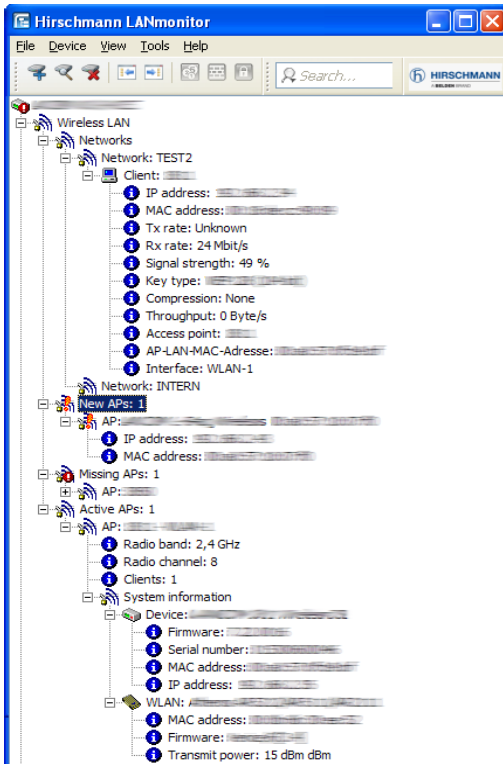 Hirschmann LANmonitor
File Device View Tools Help
Search...
HIRSCHMANN
A BELDEN BRAND
Wireless LAN
Networks
Network: TEST2
Client:
IP address:
MAC address:
Tx rate: Unknown
Rx rate: 24 Mbit/s
Signal strength: 49 %
Key type:
Compression: None
Throughput: 0 Byte/s
Access point:
AP-LAN-MAC-Adresse:
Interface: WLAN-1
Network: INTERN
New APs: 1
AP:
IP address:
MAC address:
Missing APs: 1
AP:
Active APs: 1
AP:
Radio band: 2,4 GHz
Radio channel: 8
Clients: 1
System information
Device:
Firmware:
Serial number:
MAC address:
IP address:
WLAN:
MAC address:
Firmware:
Transmit power: 15 dBm dBm